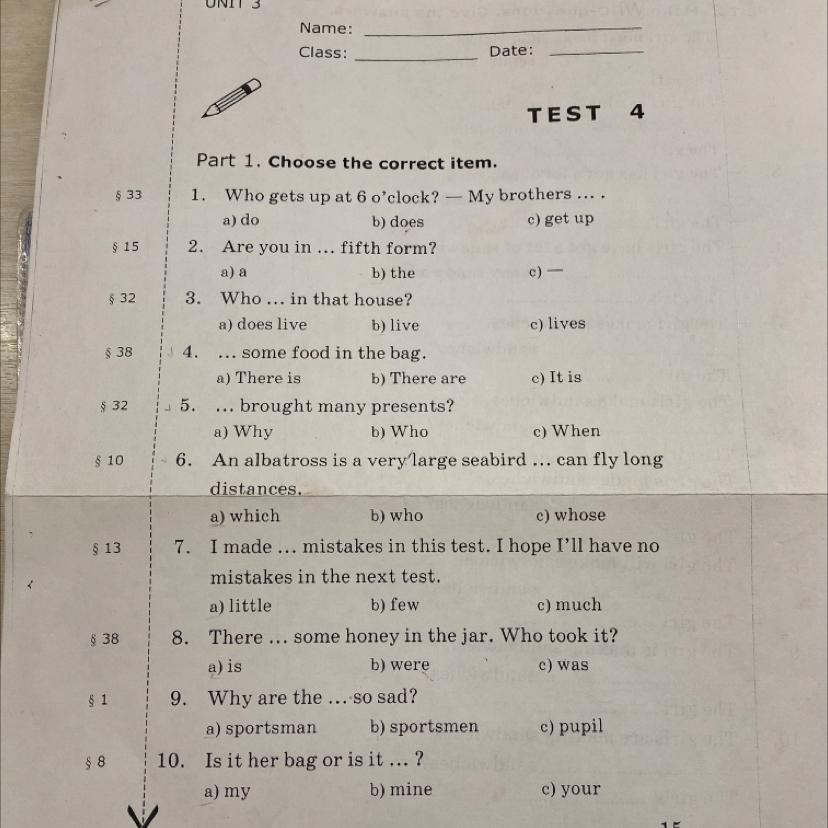 UNIT 3
Name:
Class: Date:
TEST 4
Part 1. Choose the correct item.
§ 33 1. Who gets up at 6 o’clock? — My brothers ... .
a) do b) does c) get up
§ 15 2. Are you in ... fifth form?
a) a b) the c) —
§ 32 3. Who ... in that house?
a) does live b) live c) lives
§ 38 4. ... some food in the bag.
a) There is b) There are c) It is
§ 32 5. ... brought many presents?
a) Why b) Who c) When
§ 10 6. An albatross is a very large seabird ... can fly long
distances.
a) which b) who c) whose
§ 13 7. I made ... mistakes in this test. I hope I’ll have no
mistakes in the next test.
a) little b) few c) much
§ 38 8. There ... some honey in the jar. Who took it?
a) is b) were c) was
§ 1 9. Why are the ... so sad?
a) sportsman b) sportsmen c) pupil
§ 8 10. Is it her bag or is it ... ?
a) my b) mine c) your
15